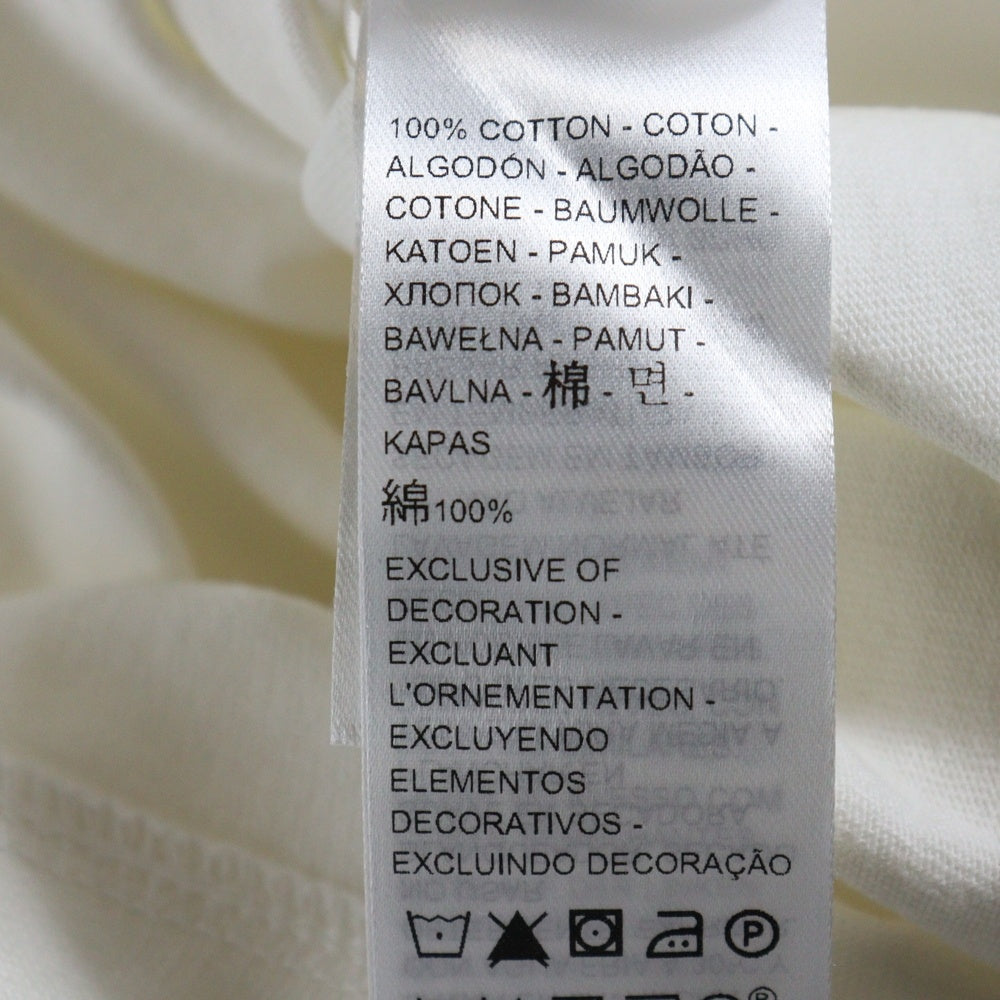 100% COTTON - COTON -
ALGODÓN - ALGODÃO -
COTONE - BAUMWOLLE -
KATOEN - PAMUK -
ХЛОПОК - BAMBAKI -
BAWEŁNA - PAMUT -
BAVLNA - 棉 - 면 -
KAPAS
綿100%
EXCLUSIVE OF
DECORATION -
EXCLUANT
L'ORNEMENTATION -
EXCLUYENDO
ELEMENTOS
DECORATIVOS -
EXCLUINDO DECORAÇÃO
P